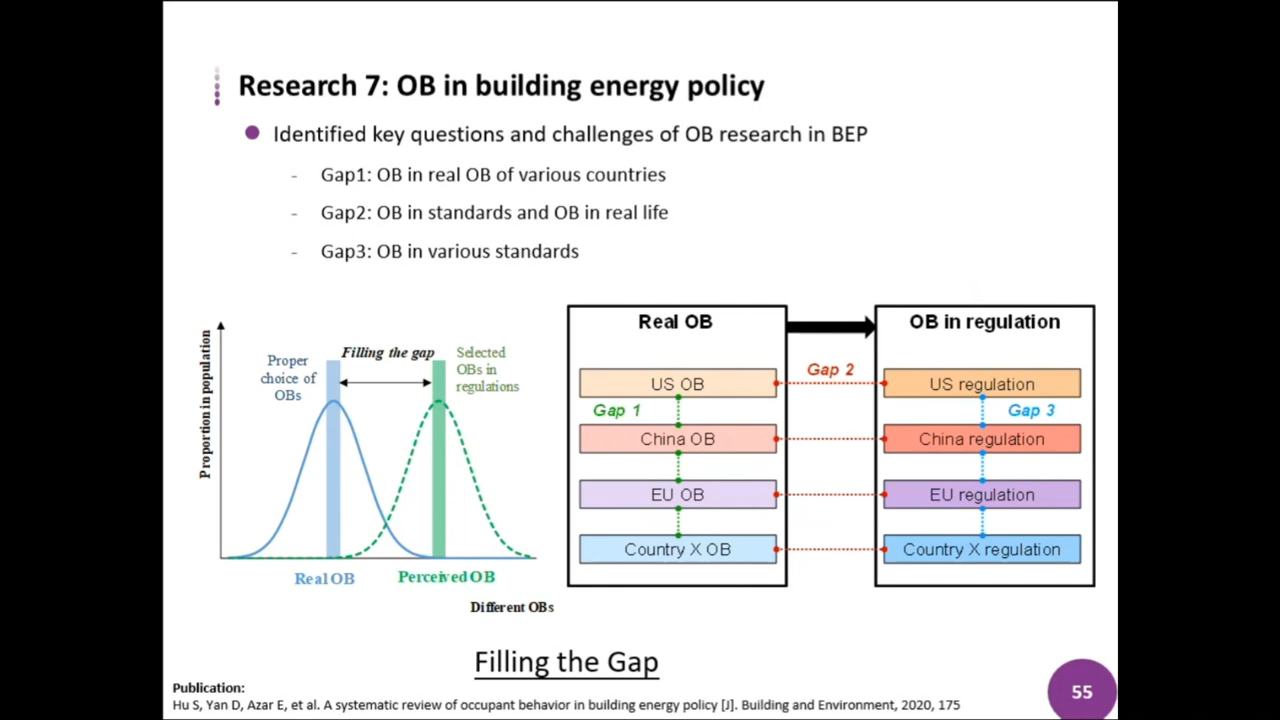 Research 7: OB in building energy policy
Identified key questions and challenges of OB research in BEP
- Gap1: OB in real OB of various countries
- Gap2: OB in standards and OB in real life
- Gap3: OB in various standards
Proportion in population
Proper
choice of
OBs
Filling the gap
Selected
OBs in
regulations
Real OB
Perceived OB
Different OBs
Real OB
US OB
Gap 1
China OB
EU OB
Country X OB
Gap 2
OB in regulation
US regulation
Gap 3
China regulation
EU regulation
Country X regulation
Filling the Gap
Publication:
Hu S, Yan D, Azar E, et al. A systematic review of occupant behavior in building energy policy [J]. Building and Environment, 2020, 175
55